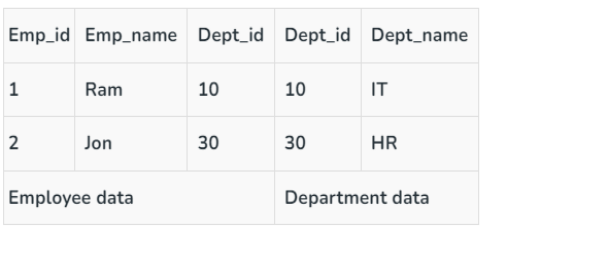 Emp_id Emp_name Dept_id Dept_id Dept_name
1 Ram 10 10 IT
2 Jon 30 30 HR
Employee data Department data